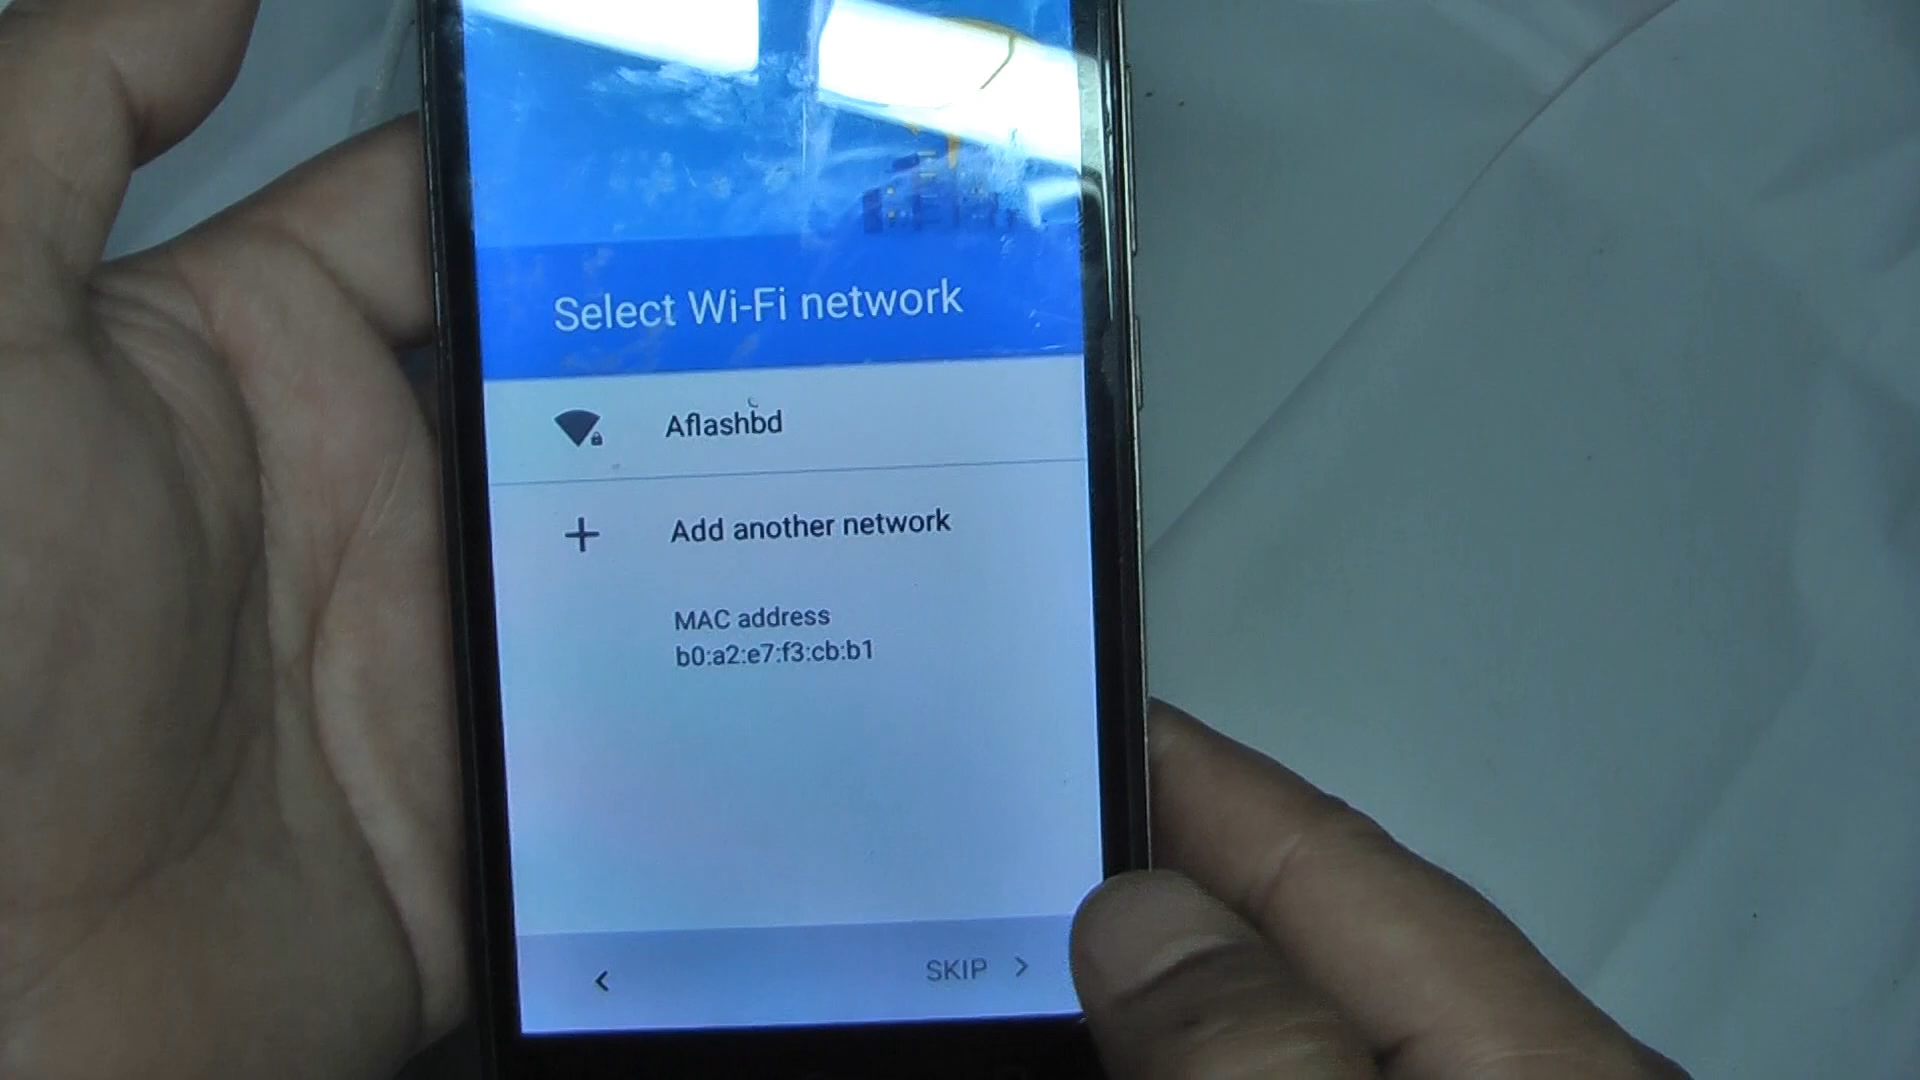 Select Wi-Fi network
Aflashbd
Add another network
MAC address
b0:a2:e7:f3:cb:b1
SKIP